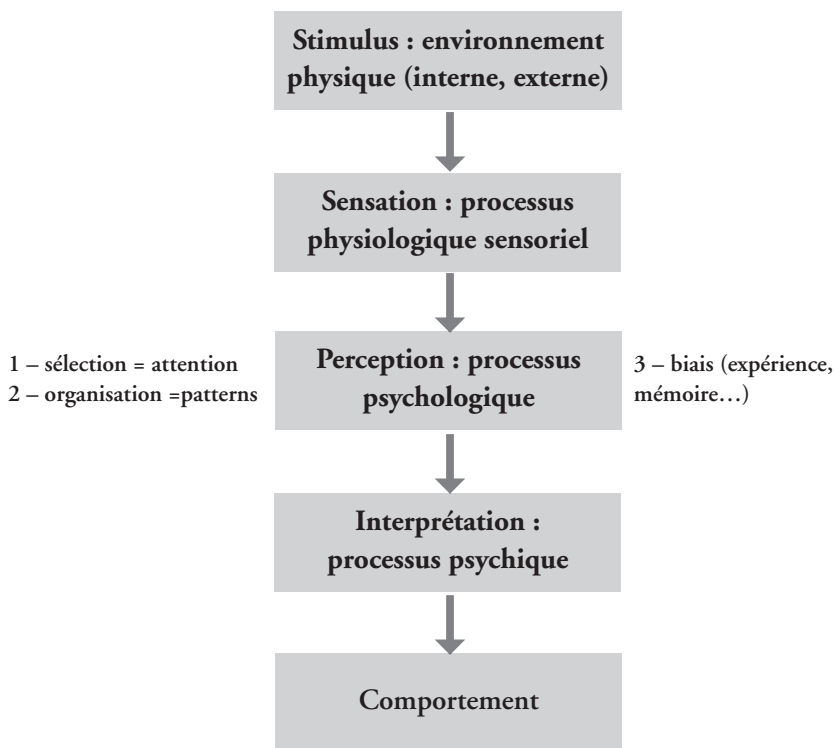 Stimulus : environnement
physique (interne, externe)
Sensation : processus
physiologique sensoriel
1 – sélection = attention
2 – organisation =patterns
Perception : processus
psychologique
3 – biais (expérience,
mémoire…)
Interprétation :
processus psychique
Comportement